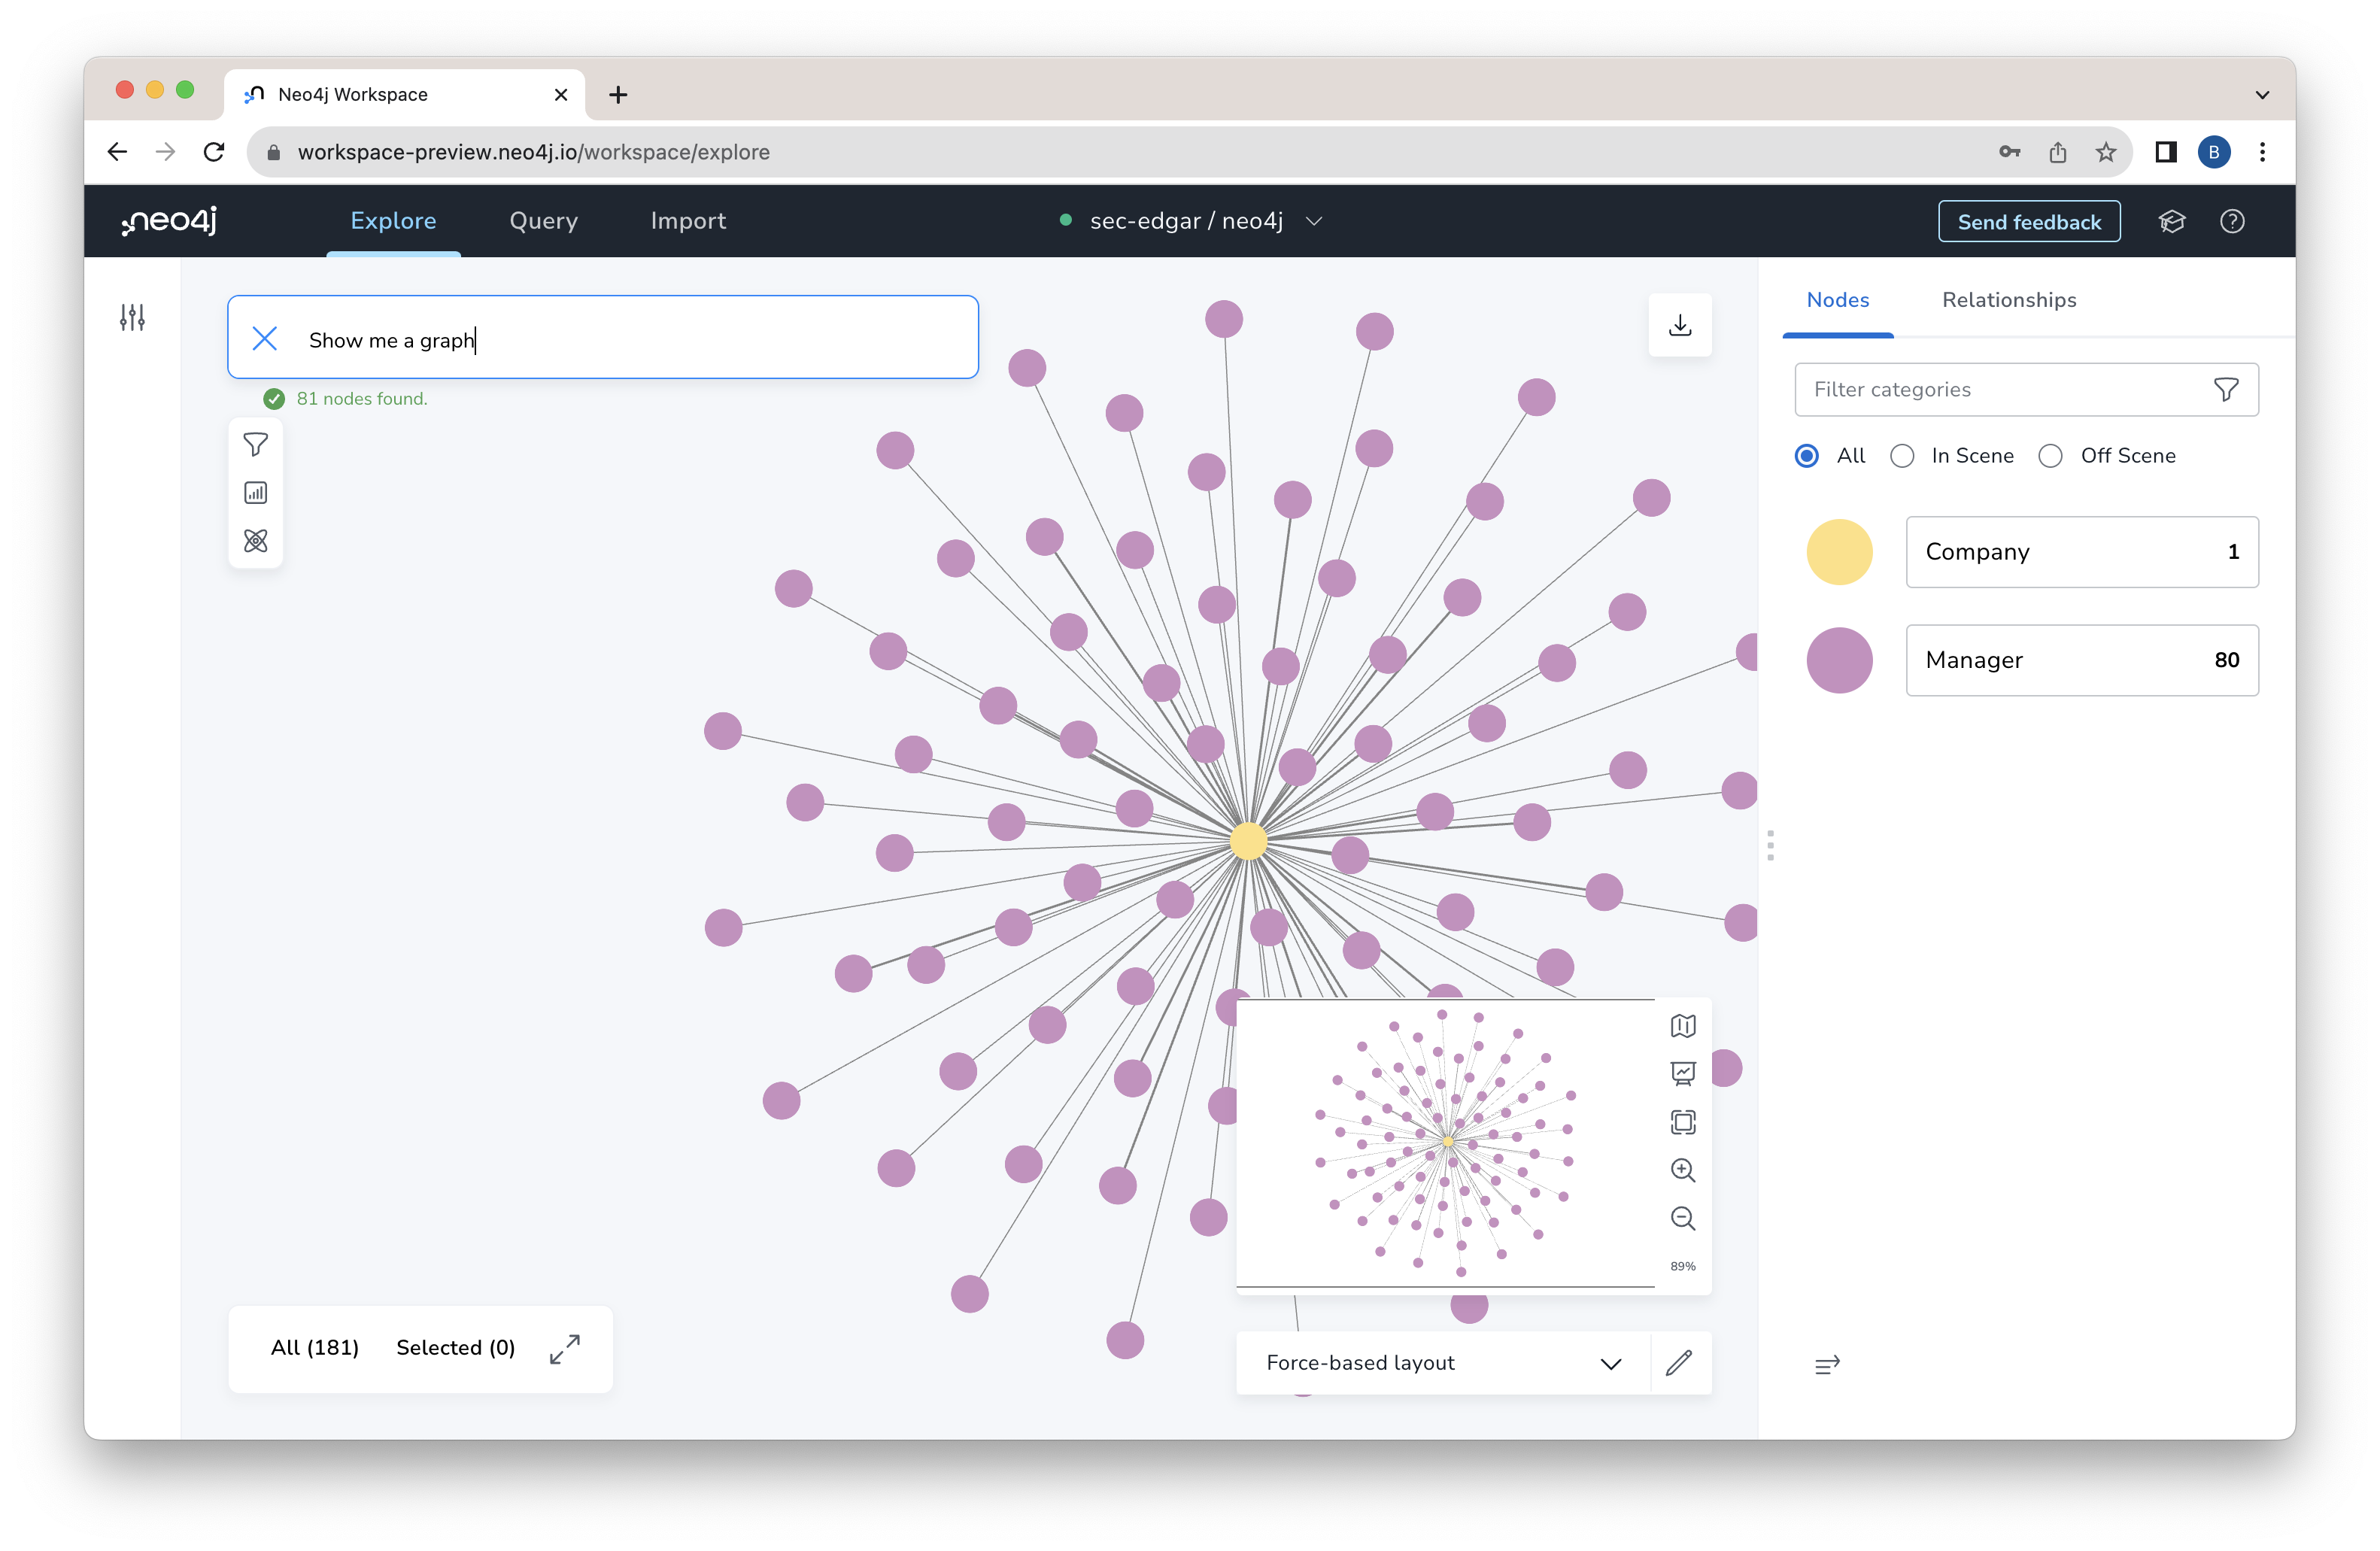 Neo4j Workspace
workspace-preview.neo4j.io/workspace/explore
B
neo4j
Explore
Query
Import
sec-edgar / neo4j
Send feedback
Show me a graph
81 nodes found.
Nodes
Relationships
Filter categories
All
In Scene
Off Scene
Company 1
Manager 80
89%
All (181)
Selected (0)
Force-based layout